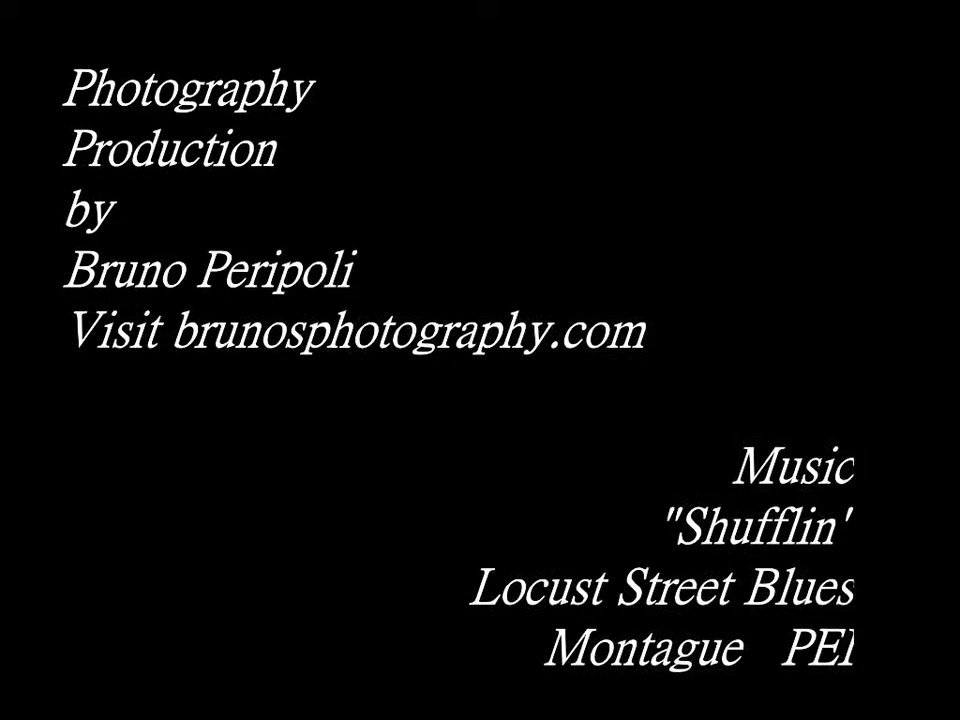 Photography
Production
by
Bruno Peripoli
Visit brunosphotography.com
Music
"Shufflin'
Locust Street Blues
Montague PEI